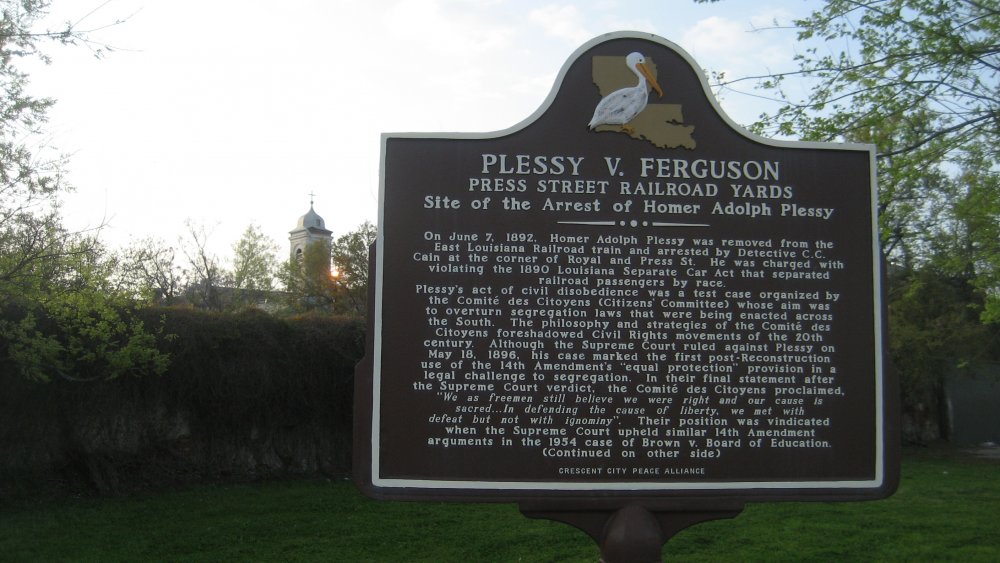 PLESSY V. FERGUSON
PRESS STREET RAILROAD YARDS
Site of the Arrest of Homer Adolph Plessy
On June 7, 1892, Homer Adolph Plessy was removed from the
East Louisiana Railroad train and arrested by Detective C.C.
Cain at the corner of Royal and Press St. He was charged with
violating the 1890 Louisiana Separate Car Act that separated
railroad passengers by race.
Plessy's act of civil disobedience was a test case organized by
the Comité des Citoyens (Citizens' Committee) whose aim was
to overturn segregation laws that were being enacted across
the South. The philosophy and strategies of the Comité des
Citoyens foreshadowed Civil Rights movements of the 20th
century. Although the Supreme Court ruled against Plessy on
May 18, 1896, his case marked the first post-Reconstruction
use of the 14th Amendment's "equal protection" provision in a
legal challenge to segregation. In their final statement after
the Supreme Court verdict, the Comité des Citoyens proclaimed,
"We as freemen still believe we were right and our cause is
sacred...In defending the cause of liberty, we met with
defeat but not with ignominy". Their position was vindicated
when the Supreme Court upheld similar 14th Amendment
arguments in the 1954 case of Brown v. Board of Education.
(Continued on other side)
CRESCENT CITY PEACE ALLIANCE